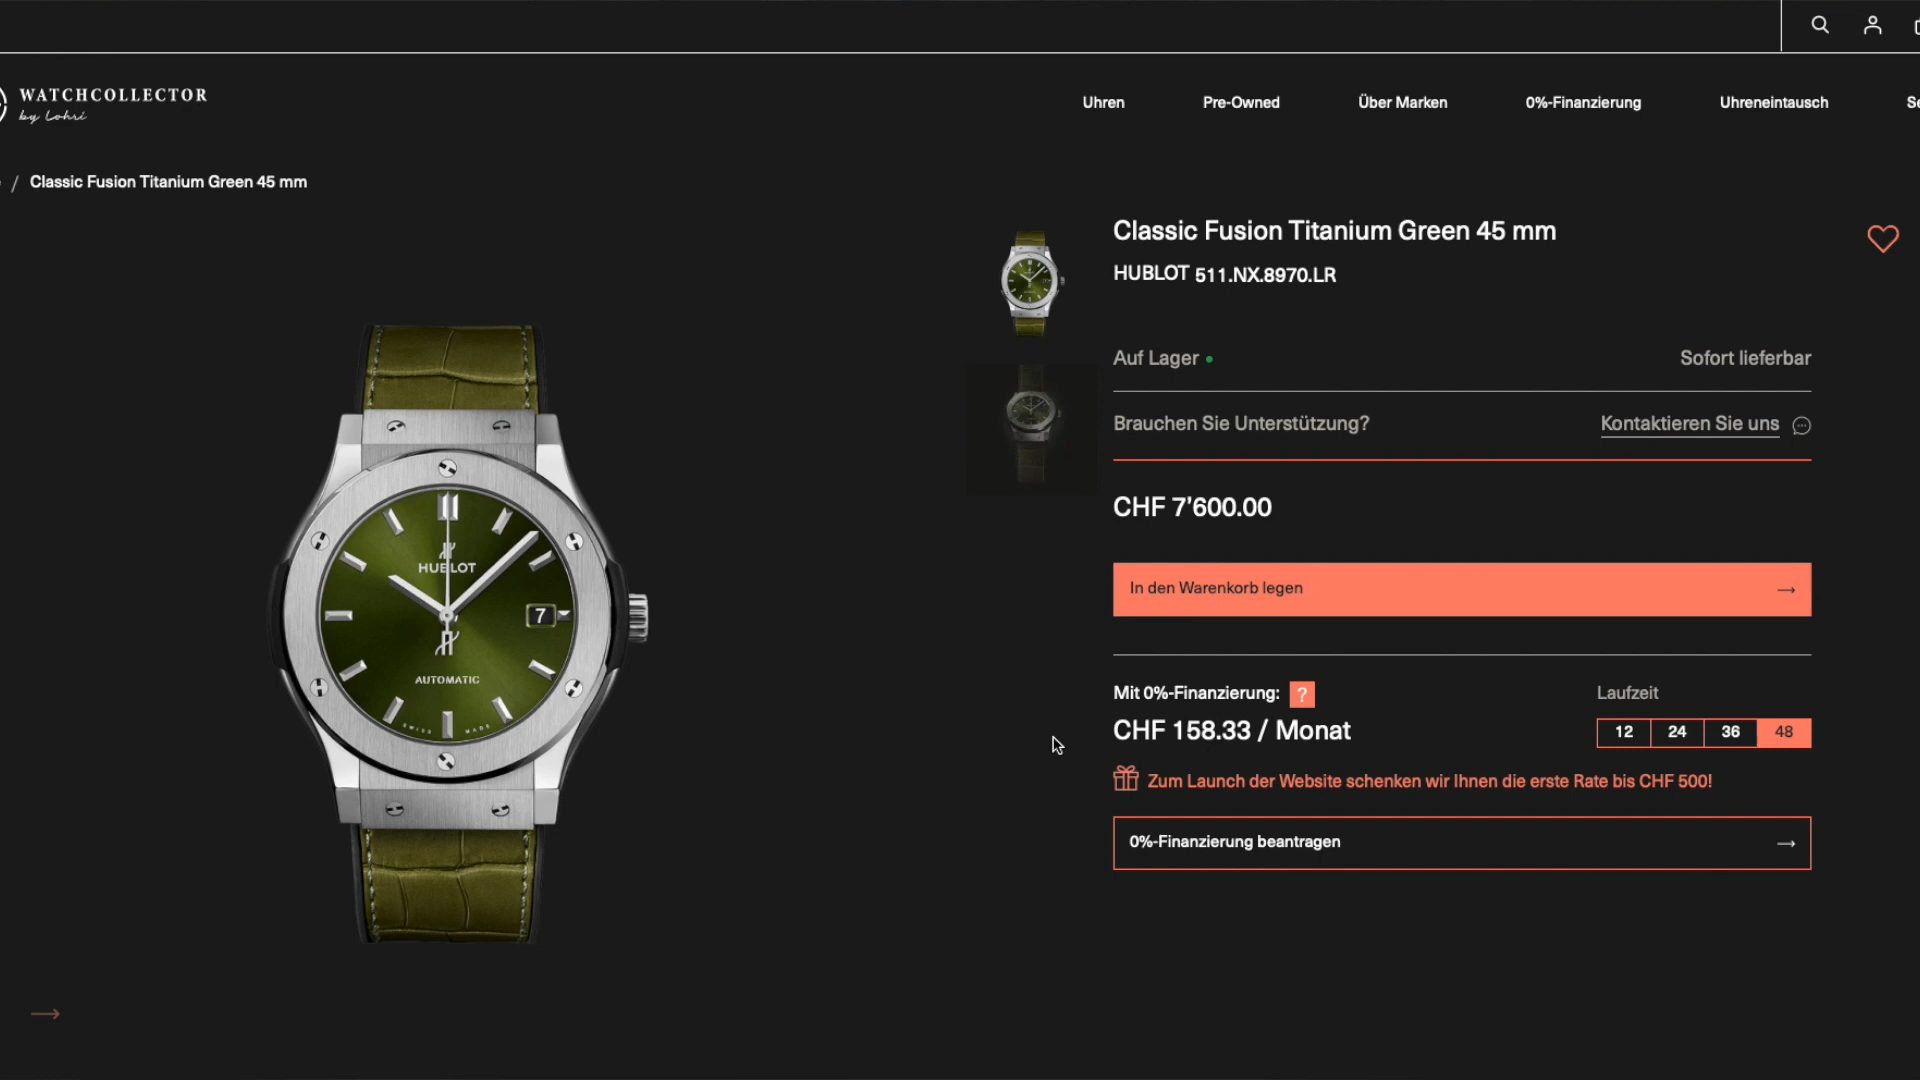 WATCHCOLLECTOR
by Lohri
Uhren
Pre-Owned
Über Marken
0%-Finanzierung
Uhreneintausch
/ Classic Fusion Titanium Green 45 mm
HUBLOT
7
AUTOMATIC
SWISS MADE
Classic Fusion Titanium Green 45 mm
HUBLOT 511.NX.8970.LR
Auf Lager
Sofort lieferbar
Brauchen Sie Unterstützung?
Kontaktieren Sie uns
CHF 7'600.00
In den Warenkorb legen →
Mit 0%-Finanzierung: ?
Laufzeit
CHF 158.33 / Monat
12 24 36 48
Zum Launch der Website schenken wir Ihnen die erste Rate bis CHF 500!
0%-Finanzierung beantragen →